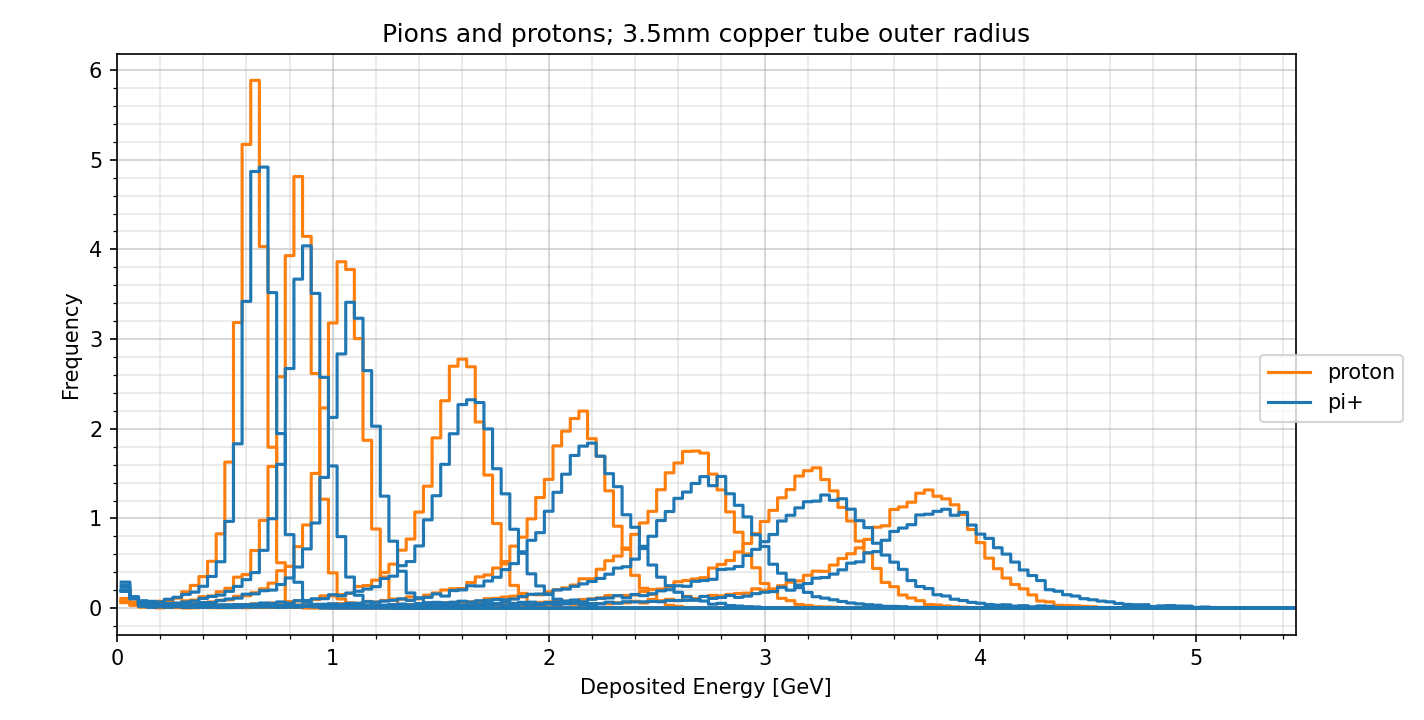 Pions and protons; 3.5mm copper tube outer radius
Frequency
6
5
4
3
2
1
0
0 1 2 3 4 5
Deposited Energy [GeV]
proton
pi+